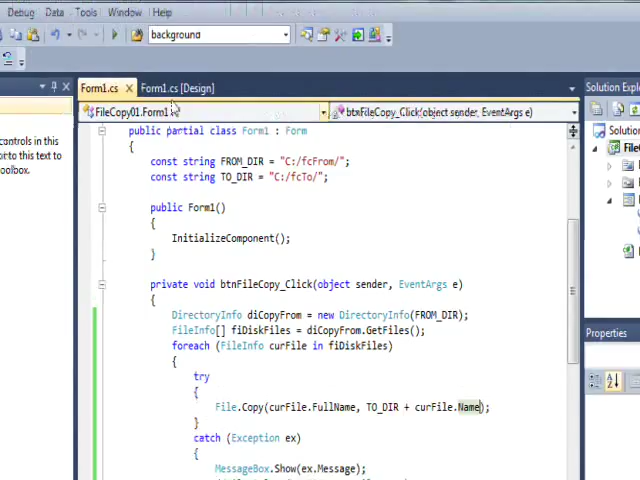 Debug Data Tools Window Help
background
Form1.cs Form1.cs [Design]
Solution Explo
FileCopy01.Form1 btnFileCopy_Click(object sender, EventArgs e)
public partial class Form1 : Form
{
const string FROM_DIR = "C:/fcFrom/";
const string TO_DIR = "C:/fcTo/";
public Form1()
{
InitializeComponent();
}
private void btnFileCopy_Click(object sender, EventArgs e)
{
DirectoryInfo diCopyFrom = new DirectoryInfo(FROM_DIR);
FileInfo[] fiDiskFiles = diCopyFrom.GetFiles();
foreach (FileInfo curFile in fiDiskFiles)
{
try
{
File.Copy(curFile.FullName, TO_DIR + curFile.Name);
}
catch (Exception ex)
{
MessageBox.Show(ex.Message);
controls in this
onto this text to
oolbox.
Solutio
File
Properties